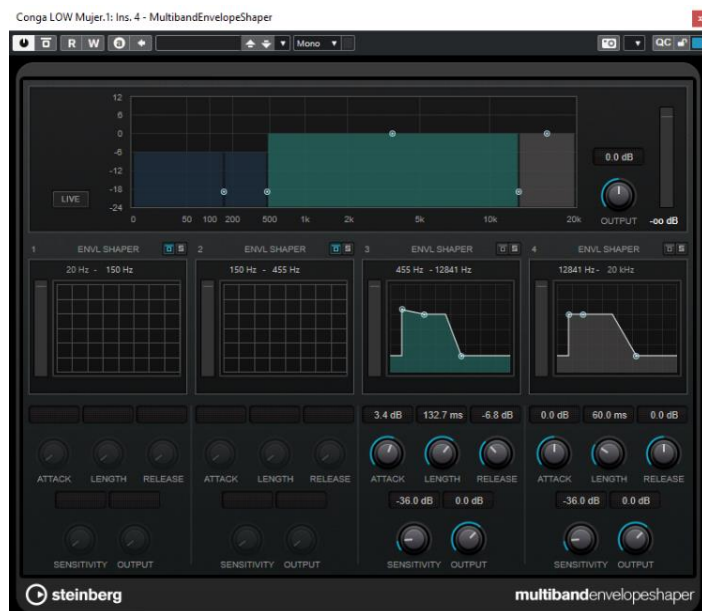 Conga LOW Mujer.1: Ins. 4 - MultibandEnvelopeShaper
R W a Mono QC
12
6
0
-6
-12
-18
-24
0 50 100 200 500 1k 2k 5k 10k 20k
LIVE
0.0 dB
OUTPUT -oo dB
1 ENVL SHAPER S 2 ENVL SHAPER S 3 ENVL SHAPER S 4 ENVL SHAPER S
20 Hz - 150 Hz 150 Hz - 455 Hz 455 Hz - 12841 Hz 12841 Hz - 20 kHz
3.4 dB 132.7 ms -6.8 dB 0.0 dB 60.0 ms 0.0 dB
ATTACK LENGTH RELEASE ATTACK LENGTH RELEASE ATTACK LENGTH RELEASE ATTACK LENGTH RELEASE
-36.0 dB 0.0 dB -36.0 dB 0.0 dB
SENSITIVITY OUTPUT SENSITIVITY OUTPUT SENSITIVITY OUTPUT SENSITIVITY OUTPUT
steinberg multibandenvelopeshaper